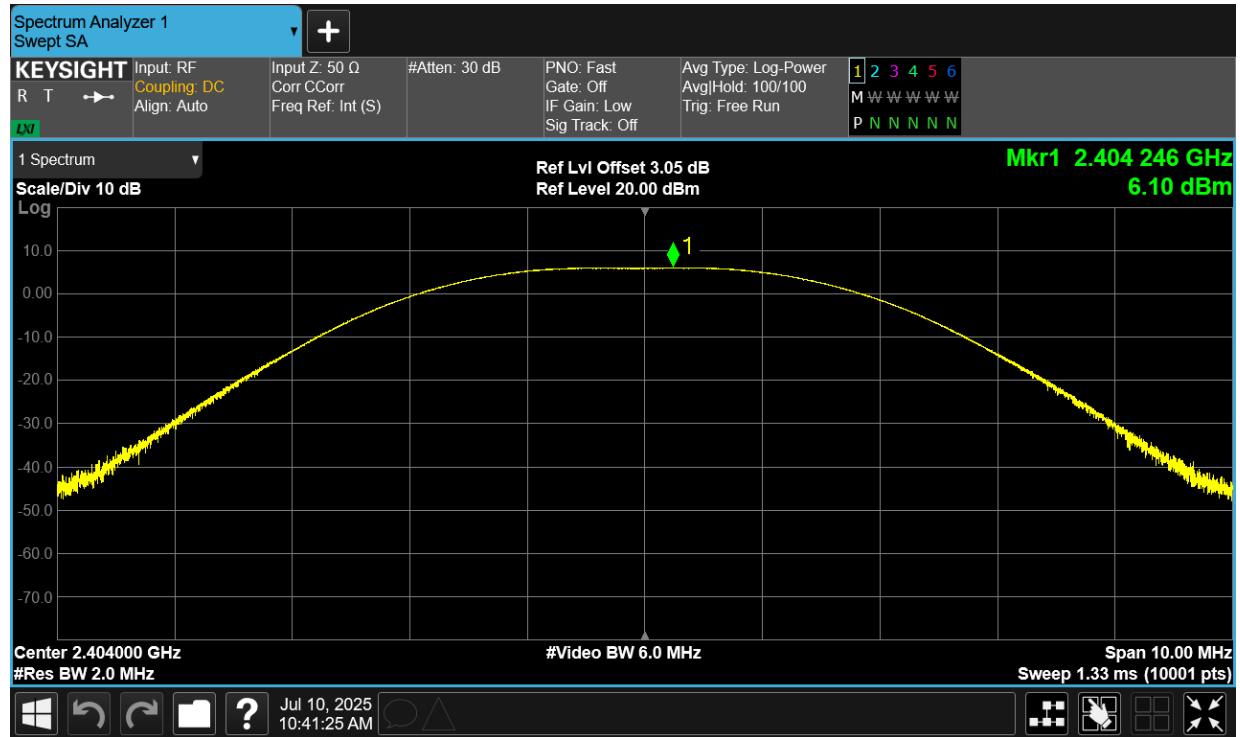 Spectrum Analyzer 1
Swept SA
KEYSIGHT
R T
LXI
Input: RF
Coupling: DC
Align: Auto
Input Z: 50 Ω
Corr CCorr
Freq Ref: Int (S)
#Atten: 30 dB
PNO: Fast
Gate: Off
IF Gain: Low
Sig Track: Off
Avg Type: Log-Power
Avg|Hold: 100/100
Trig: Free Run
1 2 3 4 5 6
M W W W W W
P N N N N N
1 Spectrum
Scale/Div 10 dB
Log
Ref Lvl Offset 3.05 dB
Ref Level 20.00 dBm
Mkr1 2.404 246 GHz
6.10 dBm
1
10.0
0.00
-10.0
-20.0
-30.0
-40.0
-50.0
-60.0
-70.0
Center 2.404000 GHz
#Res BW 2.0 MHz
#Video BW 6.0 MHz
Span 10.00 MHz
Sweep 1.33 ms (10001 pts)
?
Jul 10, 2025
10:41:25 AM